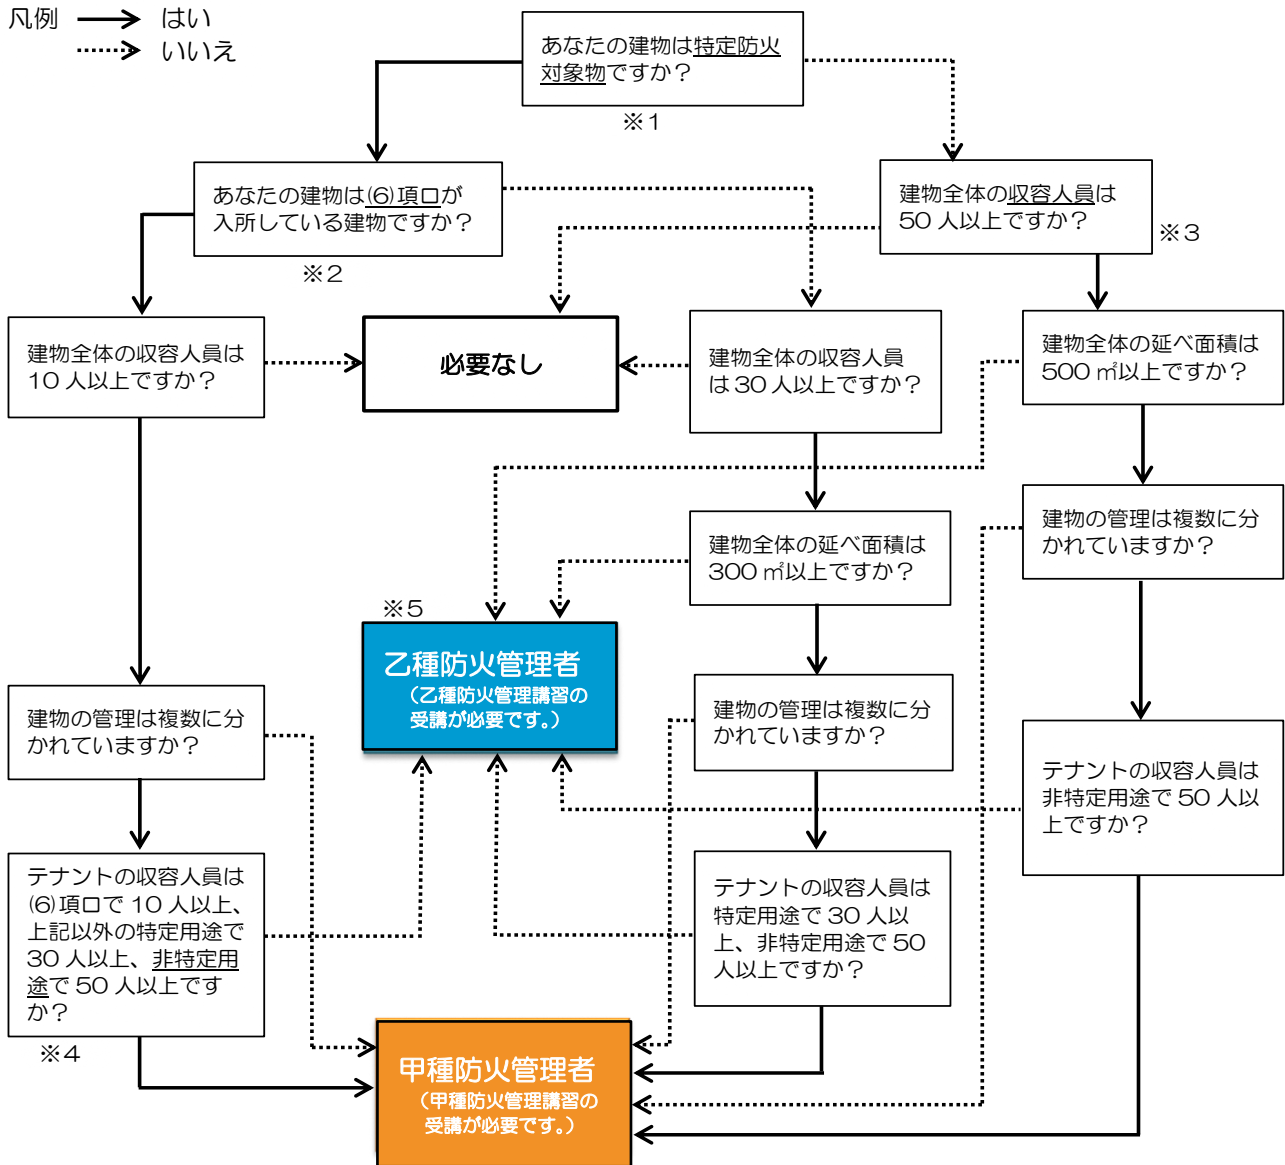 凡例 はい
いいえ
あなたの建物は特定防火
対象物ですか？
※1
あなたの建物は(6)項ロが
入所している建物ですか？
※2
建物全体の収容人員は
50 人以上ですか？
※3
建物全体の収容人員は
10 人以上ですか？
必要なし
建物全体の収容人員
は 30 人以上ですか？
建物全体の延べ面積は
500 ㎡以上ですか？
建物全体の延べ面積は
300 ㎡以上ですか？
建物の管理は複数に分
かれていますか？
※5
乙種防火管理者
（乙種防火管理講習の
受講が必要です。）
建物の管理は複数に分
かれていますか？
建物の管理は複数に分
かれていますか？
テナントの収容人員は
非特定用途で 50 人以
上ですか？
テナントの収容人員は
(6)項ロで 10 人以上、
上記以外の特定用途で
30 人以上、非特定用
途で 50 人以上です
か？
※4
テナントの収容人員は
特定用途で 30 人以
上、非特定用途で 50
人以上ですか？
甲種防火管理者
（甲種防火管理講習の
受講が必要です。）